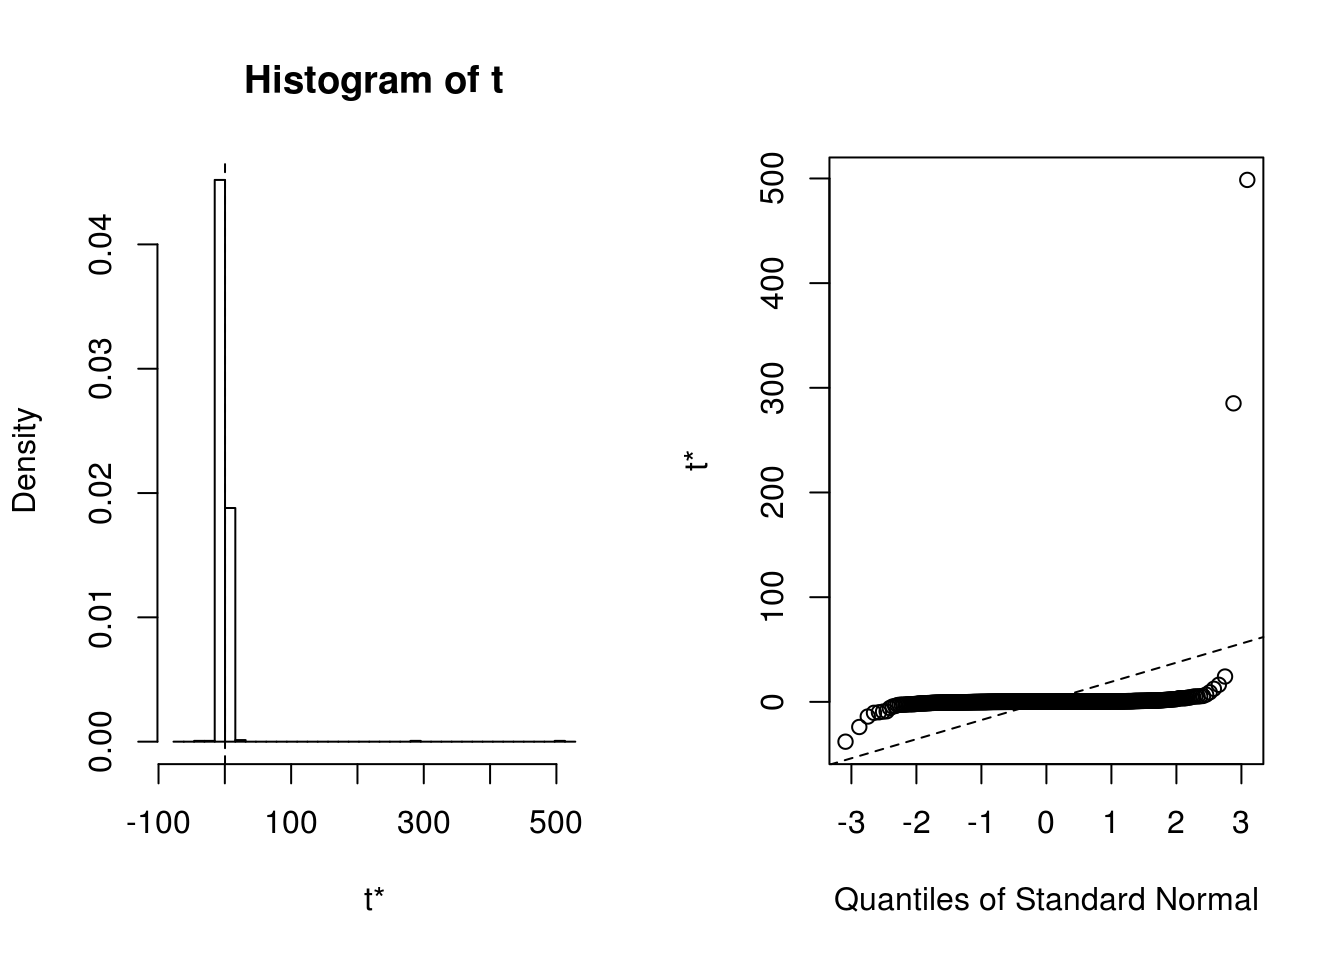 Histogram of t
Density
0.00 0.01 0.02 0.03 0.04
-100 100 300 500
t*
t*
0 100 200 300 400 500
-3 -2 -1 0 1 2 3
Quantiles of Standard Normal